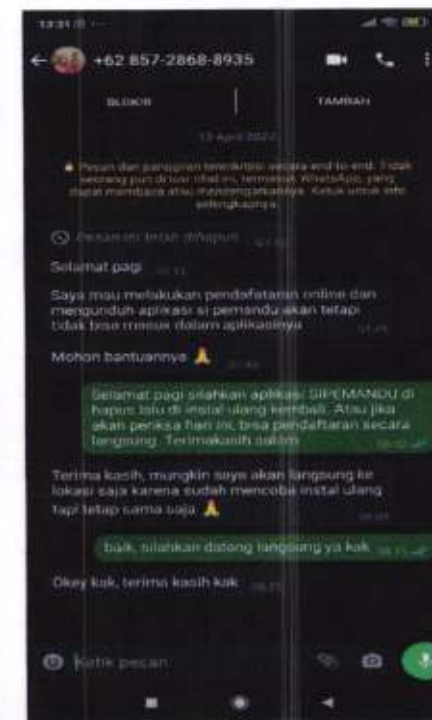 13:31
+62 857-2868-8935
BLOKIR
TAMBAH
Pesan dan panggilan terenkripsi secara end-to-end. Tidak
seorang pun di luar chat ini, termasuk WhatsApp, yang
dapat membaca atau mendengarkannya. Ketuk untuk info
selengkapnya.
Pesan ini telah dihapus
Selamat pagi
Saya mau melakukan pendafataran online dan
mengunduh aplikasi si pemandu akan tetapi
tidak bisa masuk dalam aplikasinya
Mohon bantuannya 🙏
Selamat pagi silahkan aplikasi SIPEMANDU di
hapus lalu di instal ulang kembali. Atau jika
akan periksa hari ini, bisa pendaftaran secara
langsung. Terimakasih
Terima kasih, mungkin saya akan langsung ke
lokasi saja karena sudah mencoba instal ulang
tapi tetap sama saja 🙏
baik, silahkan datang langsung ya kak
Okey kak, terima kasih kak
Ketik pesan